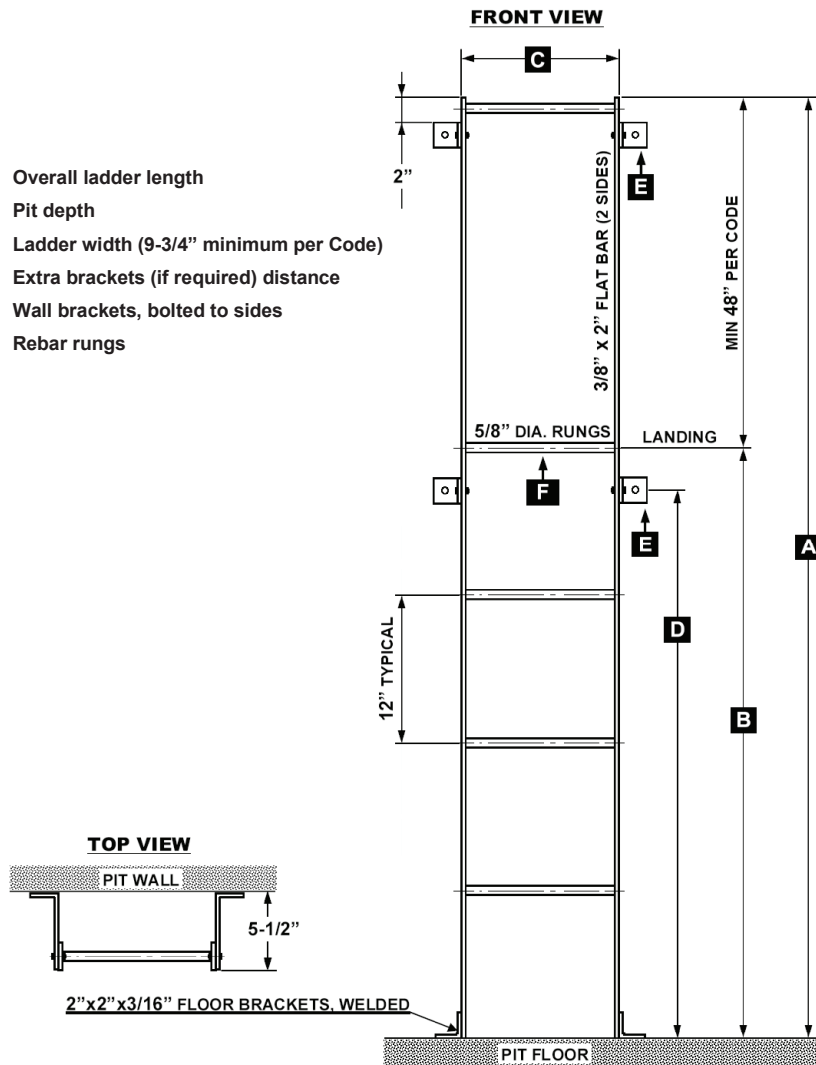 FRONT VIEW
C
2”
E
Overall ladder length
Pit depth
Ladder width (9-3/4” minimum per Code)
Extra brackets (if required) distance
Wall brackets, bolted to sides
Rebar rungs
3/8” x 2” FLAT BAR (2 SIDES)
MIN 48” PER CODE
5/8” DIA. RUNGS
LANDING
F
E
A
D
12” TYPICAL
B
TOP VIEW
PIT WALL
5-1/2”
2”x2”x3/16” FLOOR BRACKETS, WELDED
PIT FLOOR